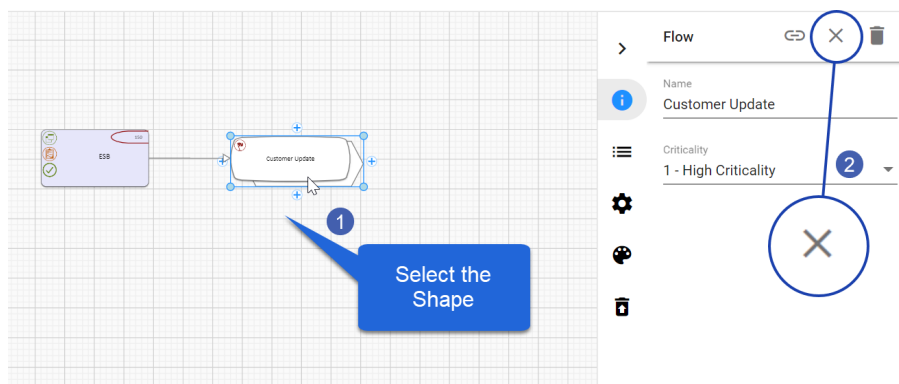 Flow
Name
Customer Update
Criticality
1 - High Criticality
2
ESB
Customer Update
1
Select the
Shape